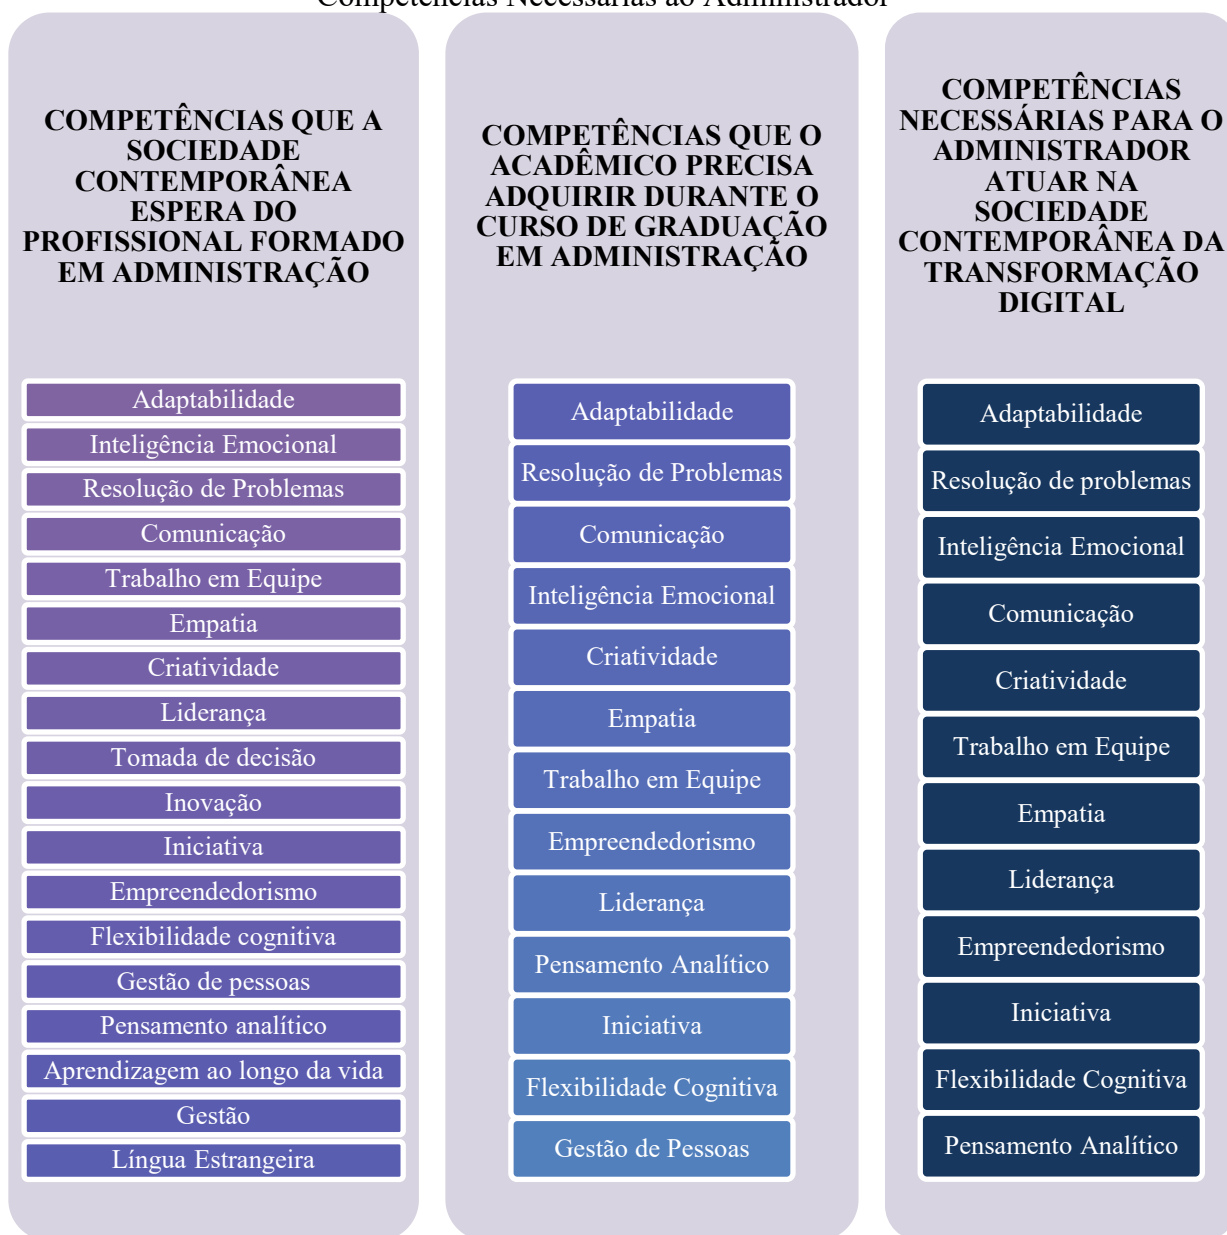 Competências Necessárias ao Administrador
COMPETÊNCIAS QUE A
SOCIEDADE
CONTEMPORÂNEA
ESPERA DO
PROFISSIONAL FORMADO
EM ADMINISTRAÇÃO
Adaptabilidade
Inteligência Emocional
Resolução de Problemas
Comunicação
Trabalho em Equipe
Empatia
Criatividade
Liderança
Tomada de decisão
Inovação
Iniciativa
Empreendedorismo
Flexibilidade cognitiva
Gestão de pessoas
Pensamento analítico
Aprendizagem ao longo da vida
Gestão
Língua Estrangeira
COMPETÊNCIAS QUE O
ACADÊMICO PRECISA
ADQUIRIR DURANTE O
CURSO DE GRADUAÇÃO
EM ADMINISTRAÇÃO
Adaptabilidade
Resolução de Problemas
Comunicação
Inteligência Emocional
Criatividade
Empatia
Trabalho em Equipe
Empreendedorismo
Liderança
Pensamento Analítico
Iniciativa
Flexibilidade Cognitiva
Gestão de Pessoas
COMPETÊNCIAS
NECESSÁRIAS PARA O
ADMINISTRADOR
ATUAR NA
SOCIEDADE
CONTEMPORÂNEA DA
TRANSFORMAÇÃO
DIGITAL
Adaptabilidade
Resolução de problemas
Inteligência Emocional
Comunicação
Criatividade
Trabalho em Equipe
Empatia
Liderança
Empreendedorismo
Iniciativa
Flexibilidade Cognitiva
Pensamento Analítico